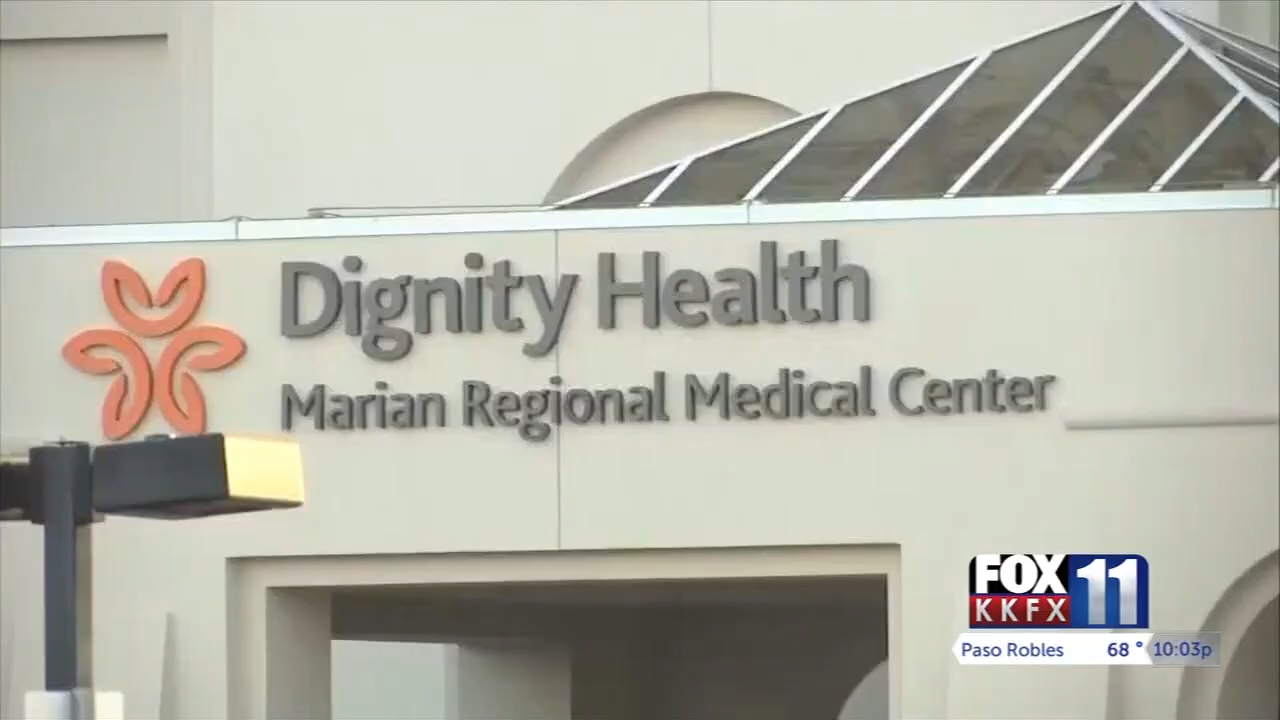 Dignity Health
Marian Regional Medical Center
FOX 11
KKFX
Paso Robles 68° 10:03p